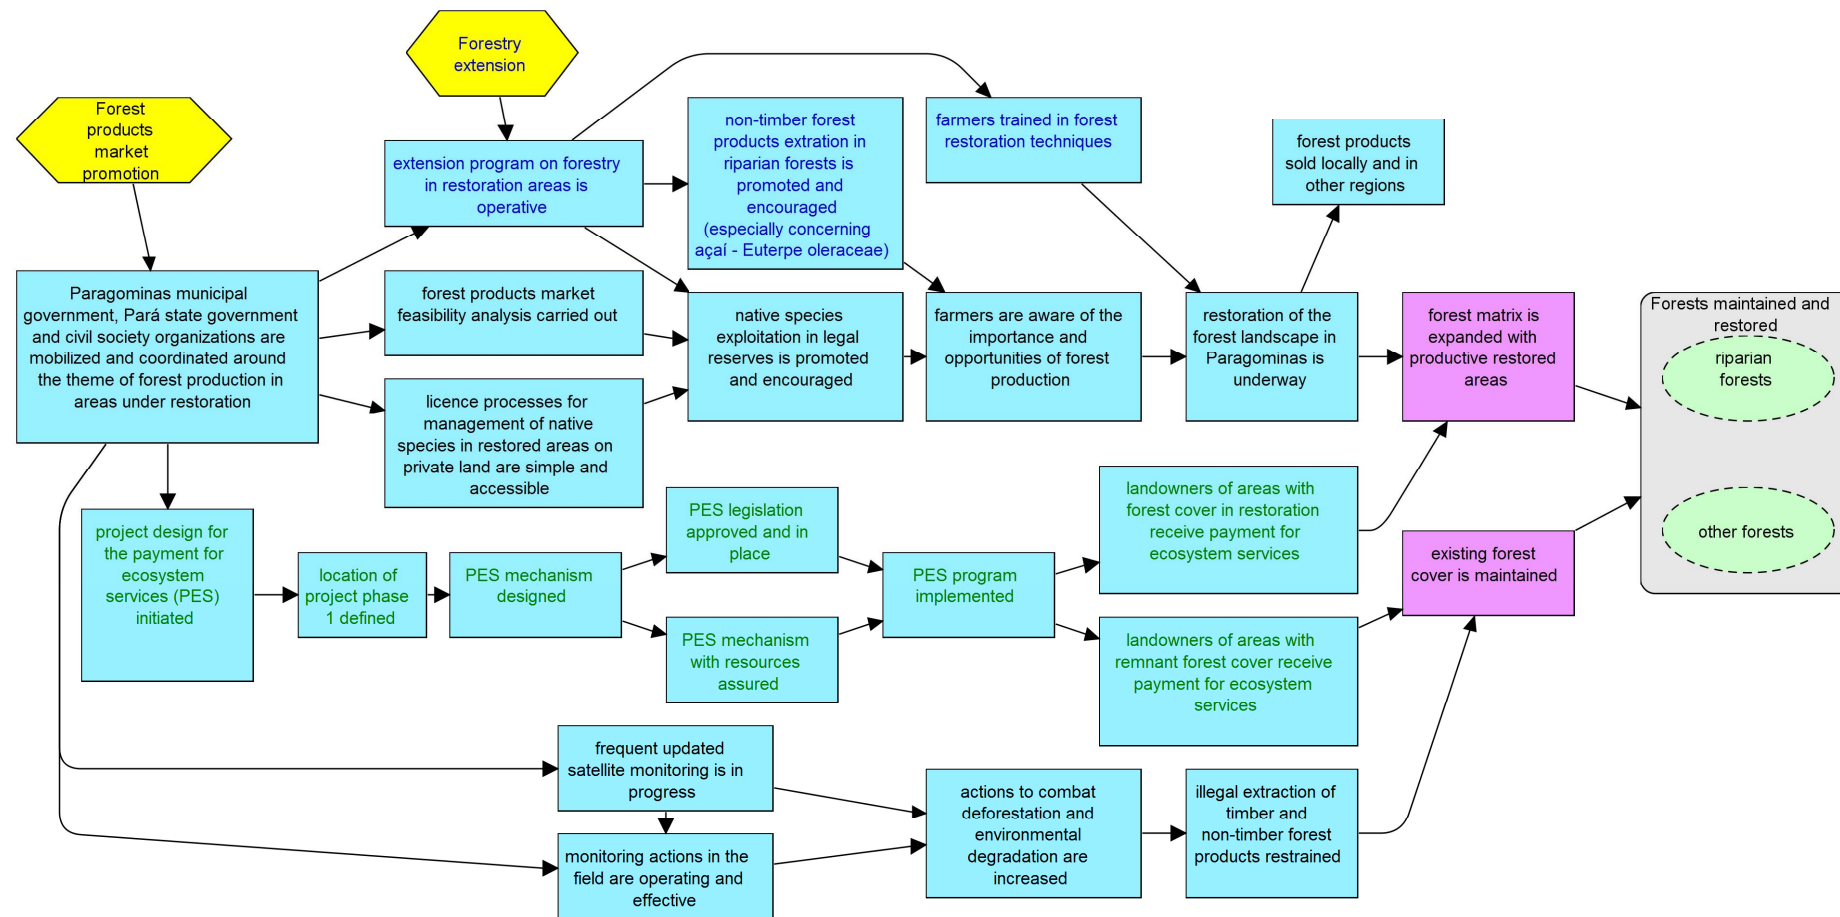 Forestry
extension
Forest
products
market
promotion
extension program on forestry
in restoration areas is
operative
non-timber forest
products extration in
riparian forests is
promoted and
encouraged
(especially concerning
açaí - Euterpe oleraceae)
farmers trained in forest
restoration techniques
forest products
sold locally and in
other regions
Paragominas municipal
government, Pará state government
and civil society organizations are
mobilized and coordinated around
the theme of forest production in
areas under restoration
forest products market
feasibility analysis carried out
licence processes for
management of native
species in restored areas on
private land are simple and
accessible
native species
exploitation in legal
reserves is promoted
and encouraged
farmers are aware of the
importance and
opportunities of forest
production
restoration of the
forest landscape in
Paragominas is
underway
forest matrix is
expanded with
productive restored
areas
Forests maintained and
restored
riparian
forests
other forests
project design for
the payment for
ecosystem
services (PES)
initiated
location of
project phase
1 defined
PES mechanism
designed
PES legislation
approved and in
place
PES mechanism
with resources
assured
PES program
implemented
landowners of areas with
forest cover in restoration
receive payment for
ecosystem services
landowners of areas with
remnant forest cover receive
payment for ecosystem
services
existing forest
cover is maintained
frequent updated
satellite monitoring is in
progress
monitoring actions in the
field are operating and
effective
actions to combat
deforestation and
environmental
degradation are
increased
illegal extraction of
timber and
non-timber forest
products restrained